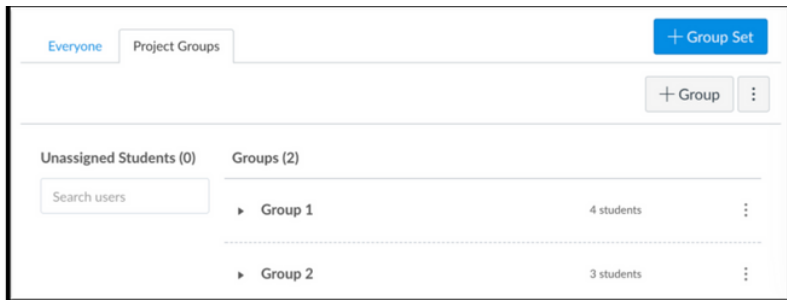 Everyone
Project Groups
+ Group Set
+ Group
Unassigned Students (0)
Groups (2)
Search users
Group 1
4 students
Group 2
3 students